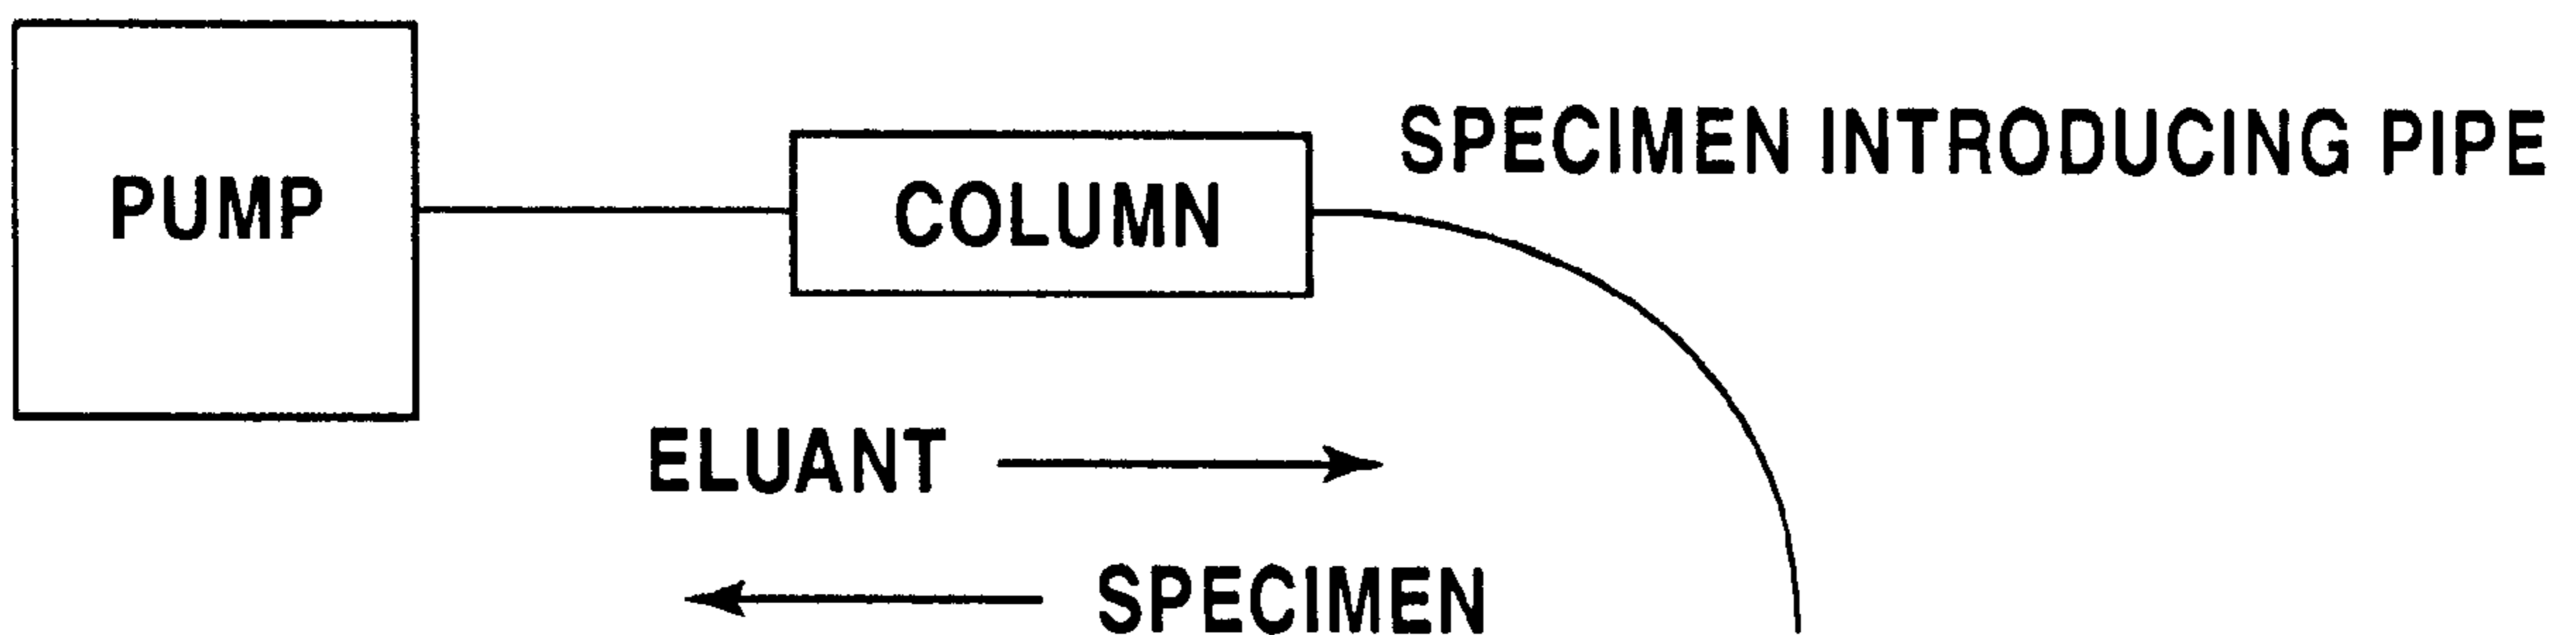 PUMP
COLUMN
SPECIMEN INTRODUCING PIPE
ELUANT
SPECIMEN